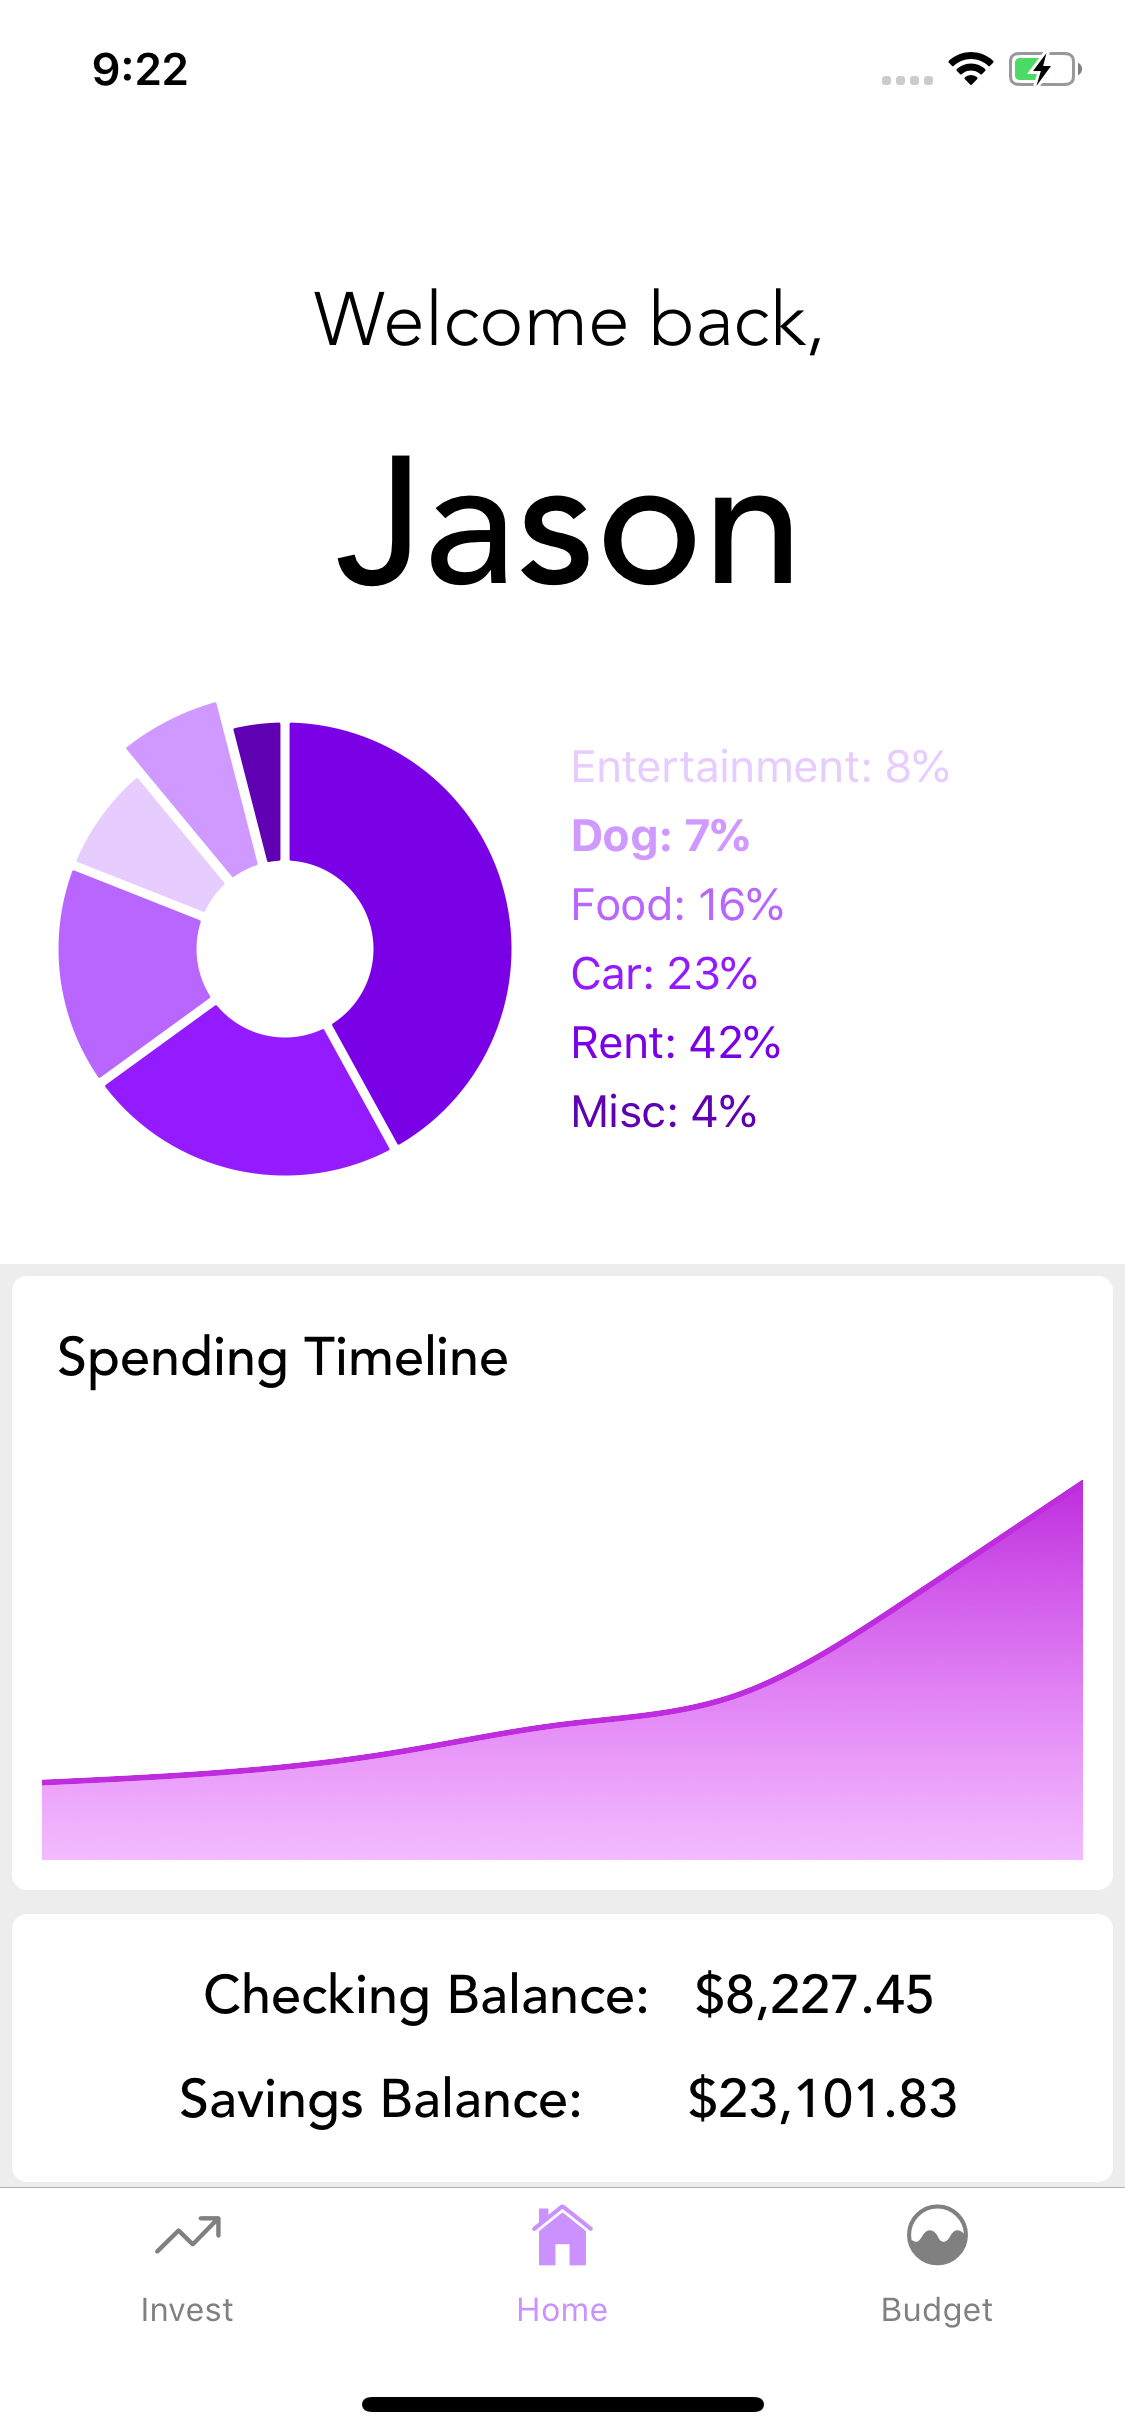 9:22
Welcome back,
Jason
Entertainment: 8%
Dog: 7%
Food: 16%
Car: 23%
Rent: 42%
Misc: 4%
Spending Timeline
Checking Balance: $8,227.45
Savings Balance: $23,101.83
Invest Home Budget